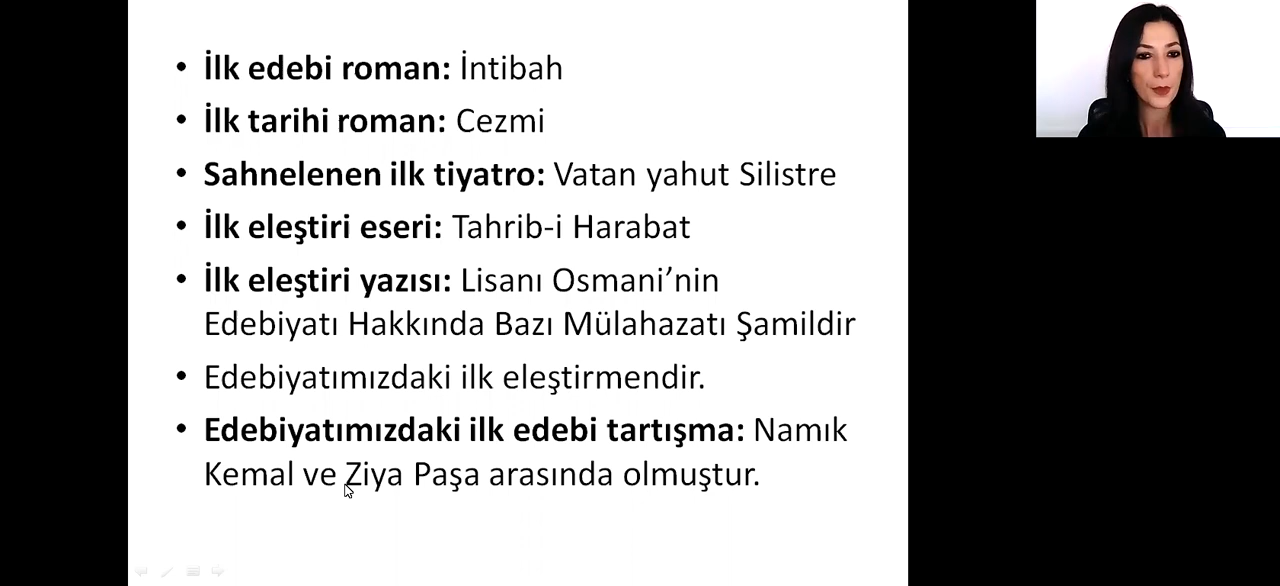 • İlk edebi roman: İntibah
• İlk tarihi roman: Cezmi
• Sahnelenen ilk tiyatro: Vatan yahut Silistre
• İlk eleştiri eseri: Tahrib-i Harabat
• İlk eleştiri yazısı: Lisanı Osmani’nin
Edebiyatı Hakkında Bazı Mülahazatı Şamildir
• Edebiyatımızdaki ilk eleştirmendir.
• Edebiyatımızdaki ilk edebi tartışma: Namık
Kemal ve Ziya Paşa arasında olmuştur.